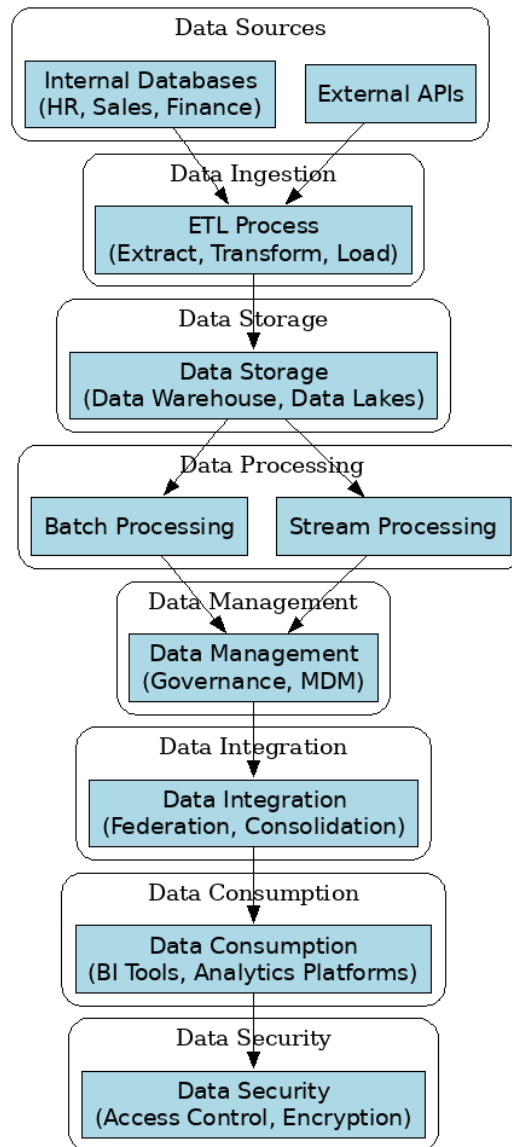 Data Sources
Internal Databases
(HR, Sales, Finance)
External APIs
Data Ingestion
ETL Process
(Extract, Transform, Load)
Data Storage
Data Storage
(Data Warehouse, Data Lakes)
Data Processing
Batch Processing
Stream Processing
Data Management
Data Management
(Governance, MDM)
Data Integration
Data Integration
(Federation, Consolidation)
Data Consumption
Data Consumption
(BI Tools, Analytics Platforms)
Data Security
Data Security
(Access Control, Encryption)